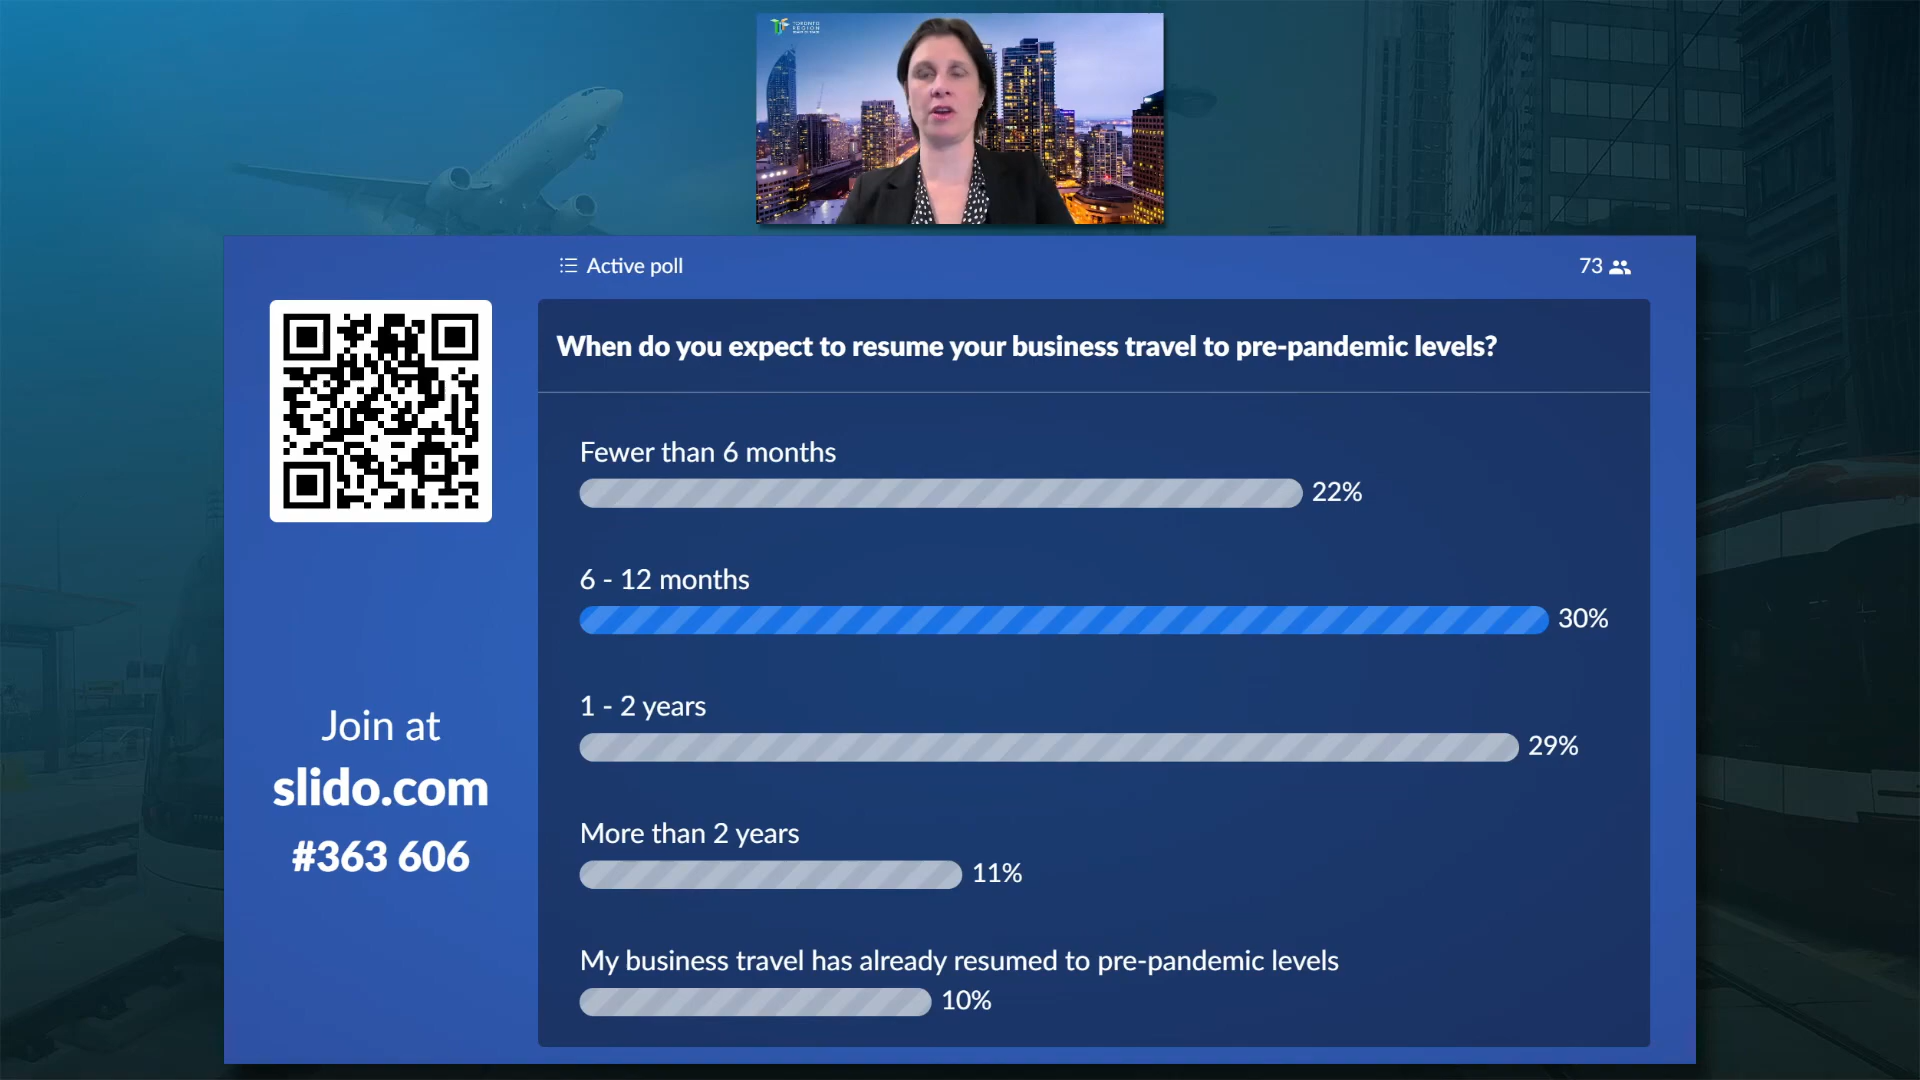 TORONTO
REGION
Active poll
73
When do you expect to resume your business travel to pre-pandemic levels?
Fewer than 6 months
22%
6 - 12 months
30%
1 - 2 years
29%
More than 2 years
11%
My business travel has already resumed to pre-pandemic levels
10%
Join at
slido.com
#363 606